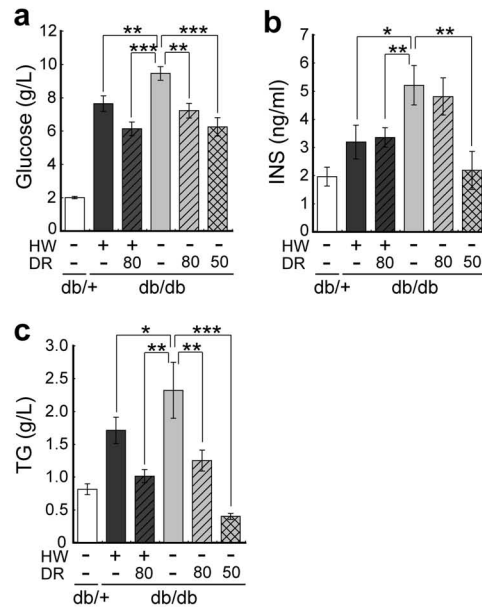 a
** ***
*** **
Glucose (g/L)
12
10
8
6
4
2
0
HW - + + - - -
DR - - 80 - 80 50
db/+ db/db
b
* **
**
INS (ng/ml)
7
6
5
4
3
2
1
0
HW - + + - - -
DR - - 80 - 80 50
db/+ db/db
c
* ***
** **
TG (g/L)
3.0
2.5
2.0
1.5
1.0
0.5
0
HW - + + - - -
DR - - 80 - 80 50
db/+ db/db